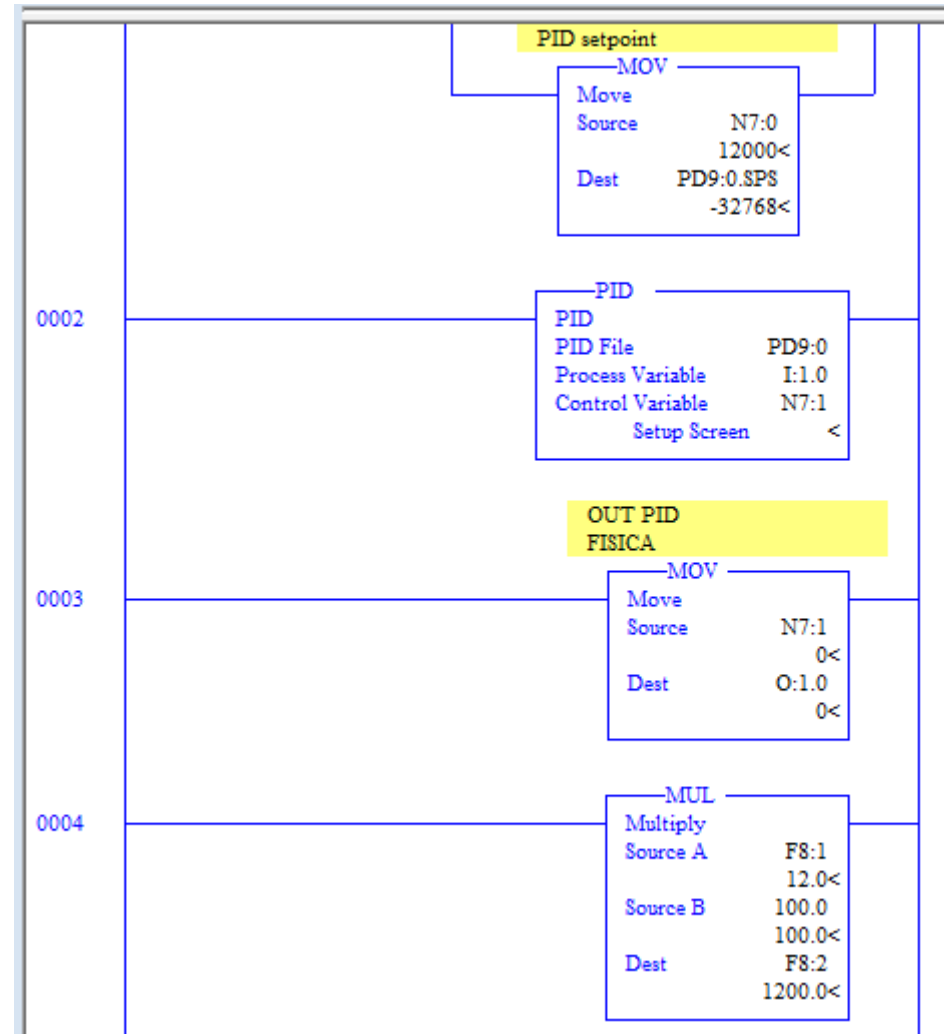 PID setpoint
MOV
Move
Source N7:0
12000<
Dest PD9:0.SPS
-32768<
0002
PID
PID
PID File PD9:0
Process Variable I:1.0
Control Variable N7:1
Setup Screen <
OUT PID
FISICA
0003
MOV
Move
Source N7:1
0<
Dest O:1.0
0<
0004
MUL
Multiply
Source A F8:1
12.0<
Source B 100.0
100.0<
Dest F8:2
1200.0<